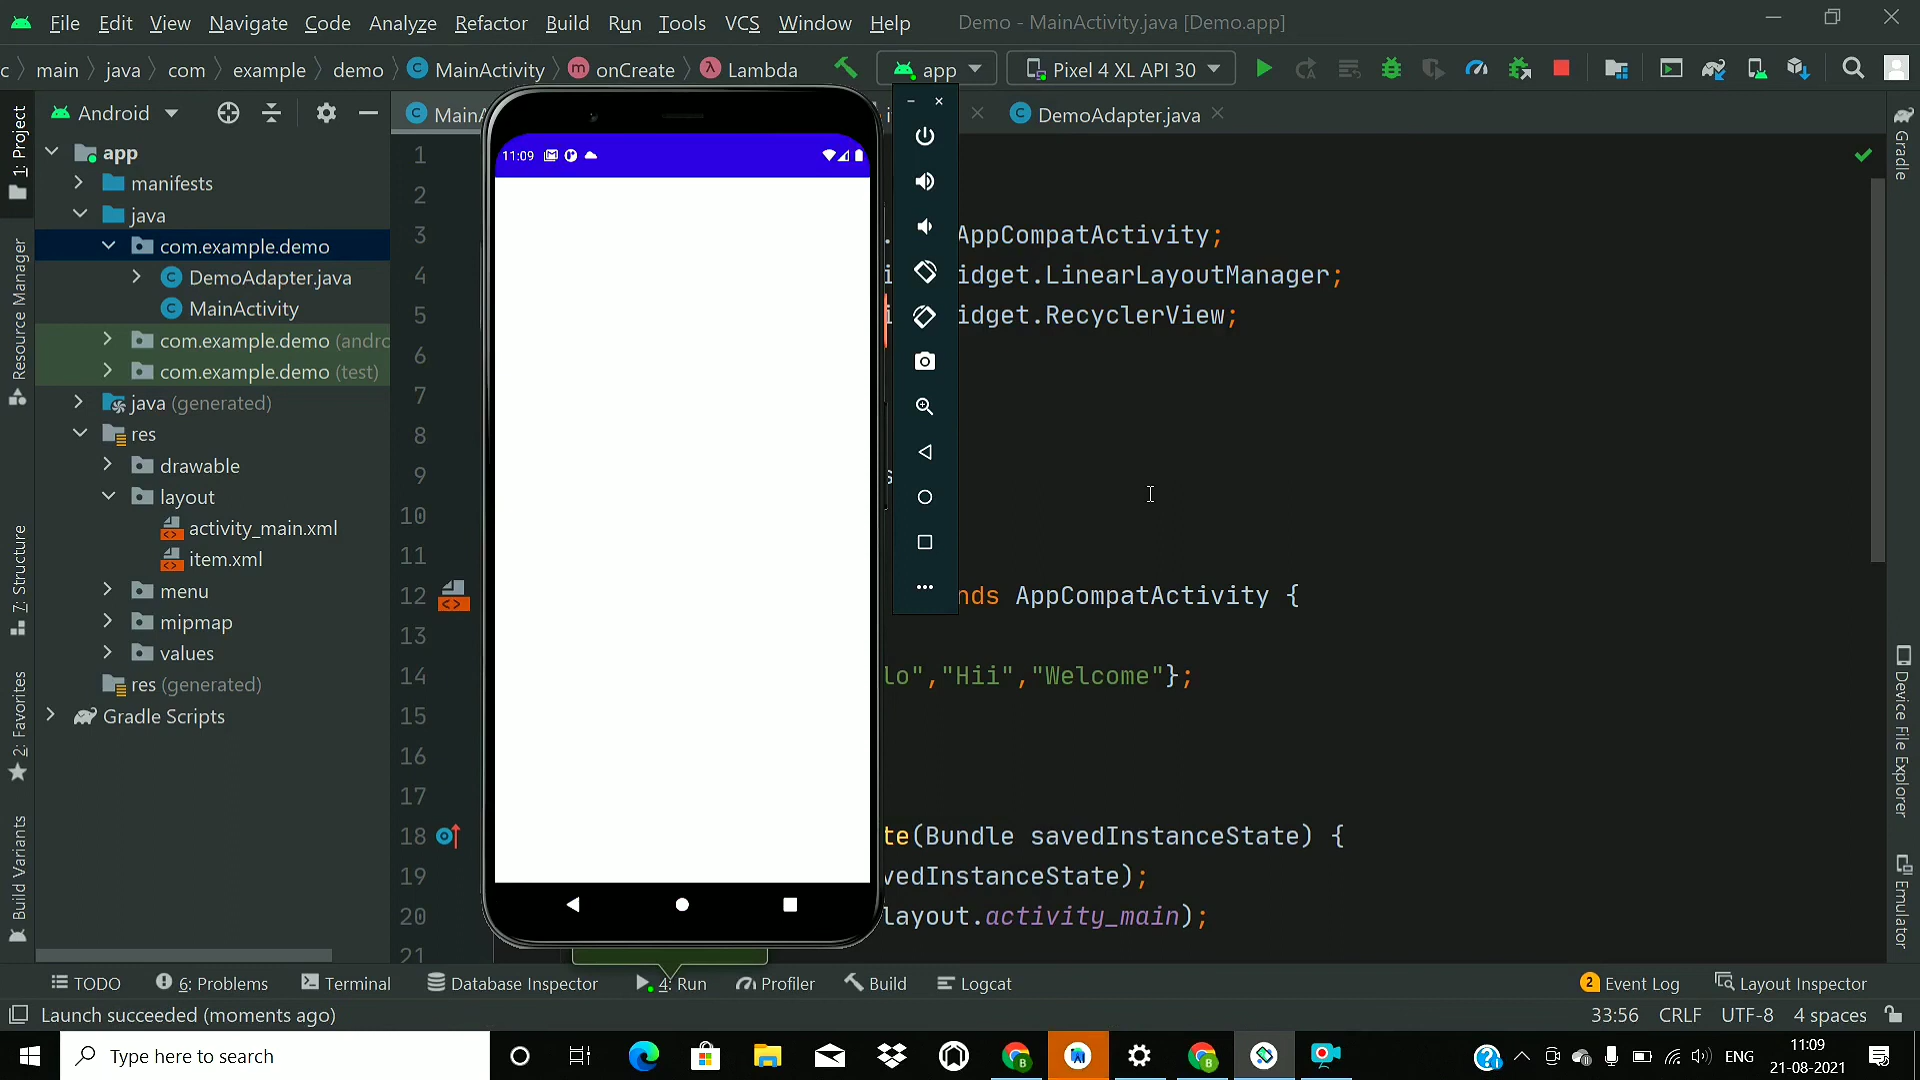 File Edit View Navigate Code Analyze Refactor Build Run Tools VCS Window Help Demo - MainActivity.java [Demo.app]
c main java com example demo MainActivity onCreate Lambda app Pixel 4 XL API 30
Android
MainA
DemoAdapter.java
1: Project
Resource Manager
7: Structure
2: Favorites
Build Variants
app
manifests
java
com.example.demo
DemoAdapter.java
MainActivity
com.example.demo (andro
com.example.demo (test)
java (generated)
res
drawable
layout
activity_main.xml
item.xml
menu
mipmap
values
res (generated)
Gradle Scripts
11:09
1
2
3 .AppCompatActivity;
4 idget.LinearLayoutManager;
5 idget.RecyclerView;
6
7
8
9 s
10
11
12 nds AppCompatActivity {
13
14 lo","Hii","Welcome"};
15
16
17
18 te(Bundle savedInstanceState) {
19 vedInstanceState);
20 layout.activity_main);
21
Gradle
Device File Explorer
Emulator
TODO 6: Problems Terminal Database Inspector 4: Run Profiler Build Logcat 2 Event Log Layout Inspector
Launch succeeded (moments ago) 33:56 CRLF UTF-8 4 spaces
Type here to search
ENG
11:09
21-08-2021